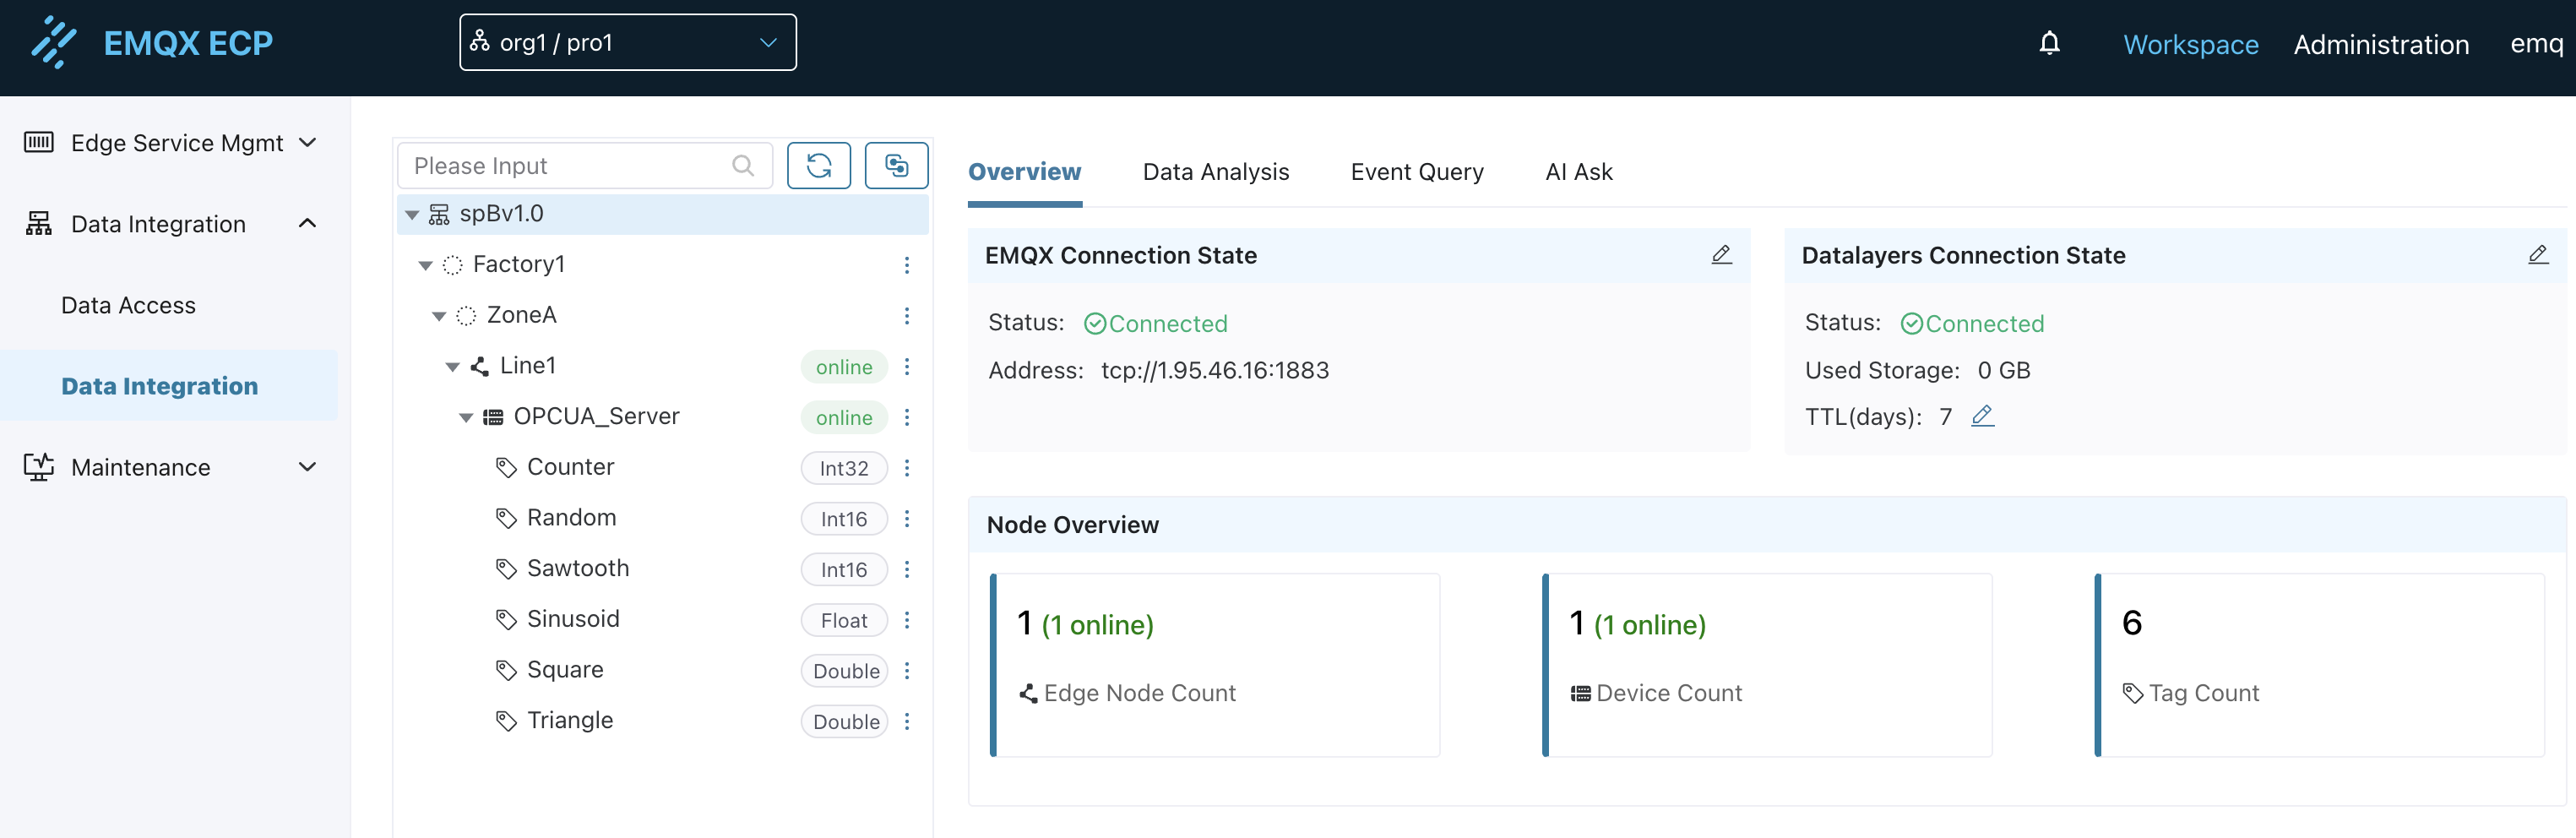 EMQX ECP
org1 / pro1
Workspace
Administration
emq
Edge Service Mgmt
Data Integration
Data Access
Data Integration
Maintenance
Please Input
spBv1.0
Factory1
ZoneA
Line1
online
OPCUA_Server
online
Counter
Int32
Random
Int16
Sawtooth
Int16
Sinusoid
Float
Square
Double
Triangle
Double
Overview
Data Analysis
Event Query
AI Ask
EMQX Connection State
Status: Connected
Address: tcp://1.95.46.16:1883
Datalayers Connection State
Status: Connected
Used Storage: 0 GB
TTL(days): 7
Node Overview
1 (1 online)
Edge Node Count
1 (1 online)
Device Count
6
Tag Count